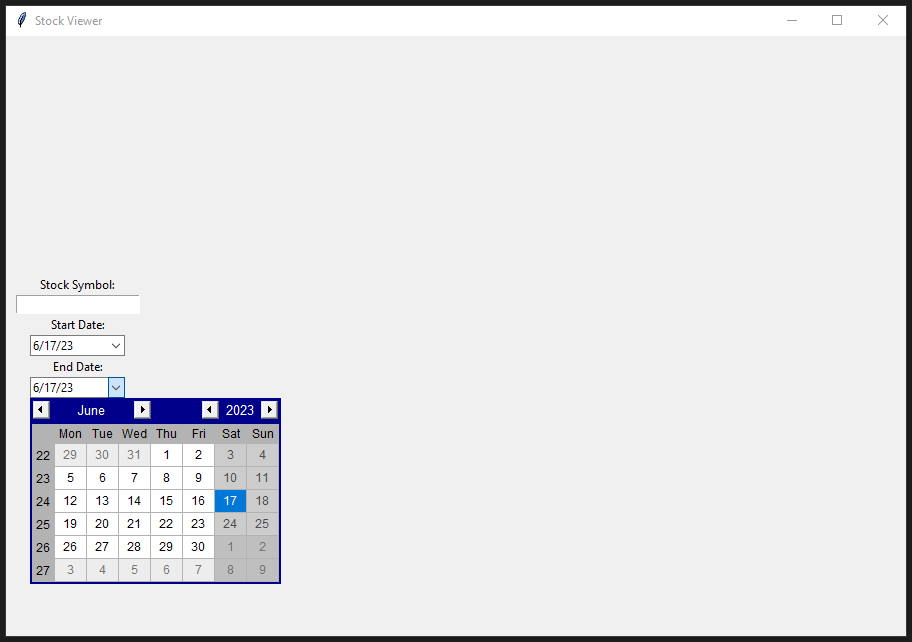 Stock Viewer
Stock Symbol:
Start Date:
6/17/23
End Date:
6/17/23
June 2023
Mon Tue Wed Thu Fri Sat Sun
22 29 30 31 1 2 3 4
23 5 6 7 8 9 10 11
24 12 13 14 15 16 17 18
25 19 20 21 22 23 24 25
26 26 27 28 29 30 1 2
27 3 4 5 6 7 8 9